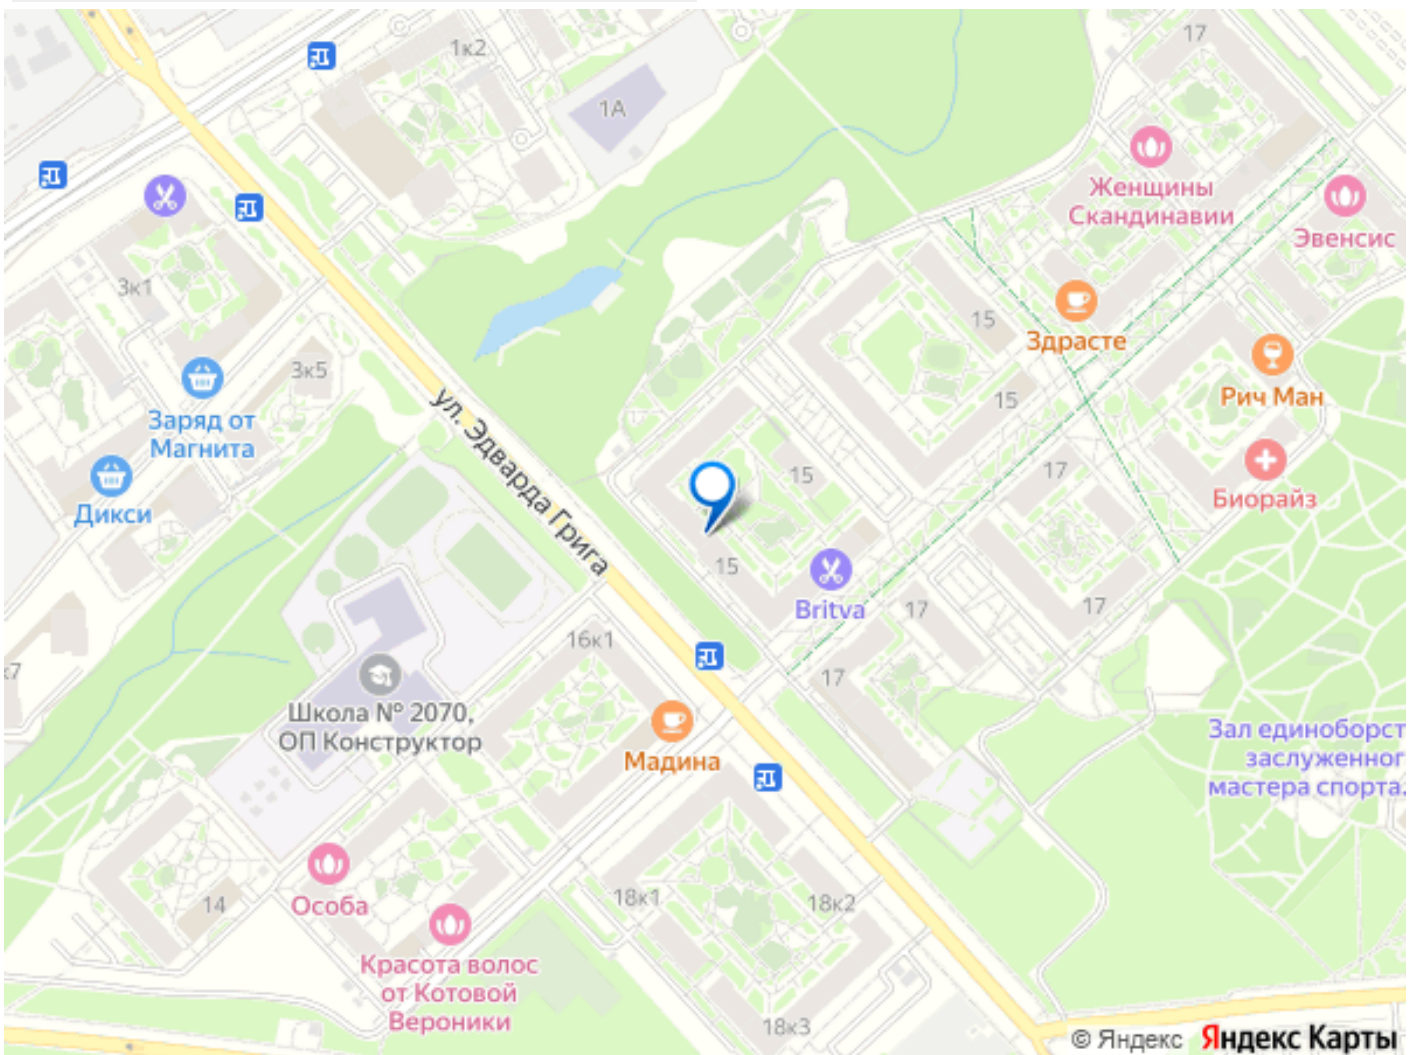 1к2
17
1А
Женщины
Скандинавии
Эвенсис
3к1
15
Здрасте
3к5
15
Рич Ман
Заряд от
Магнита
ул. Эдварда Грига
15
17
Биорайз
Дикси
15
Britva
17
17
16к1
к7
17
Школа № 2070,
ОП Конструктор
Мадина
Зал единоборст
заслуженног
мастера спорта.
14
Особа
18к1
18к2
Красота волос
от Котовой
Вероники
18к3
© Яндекс Яндекс Карты